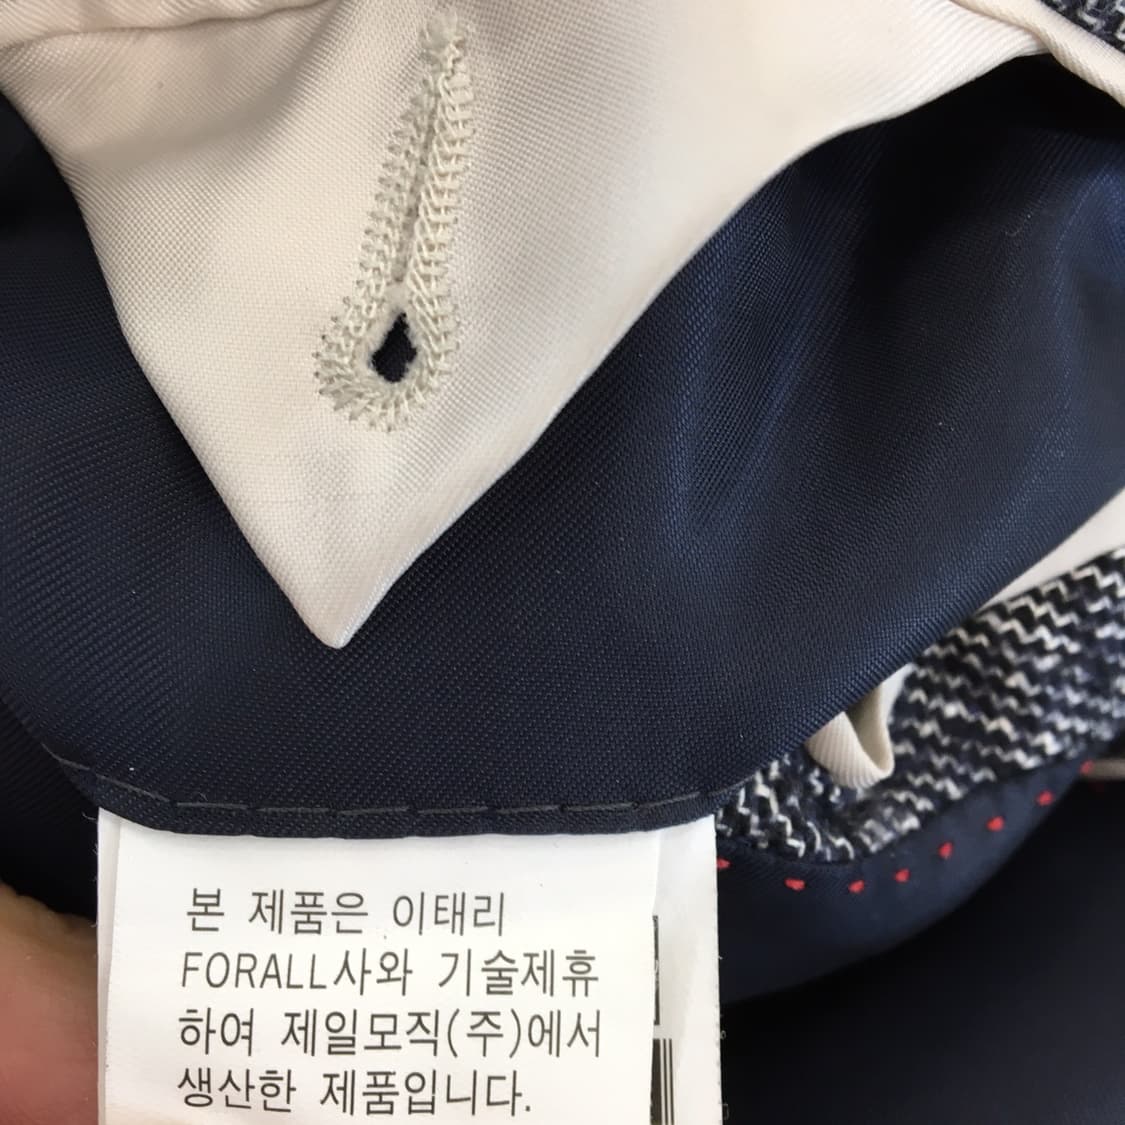 본 제품은 이태리
FORALL사와 기술제휴
하여 제일모직(주)에서
생산한 제품입니다.